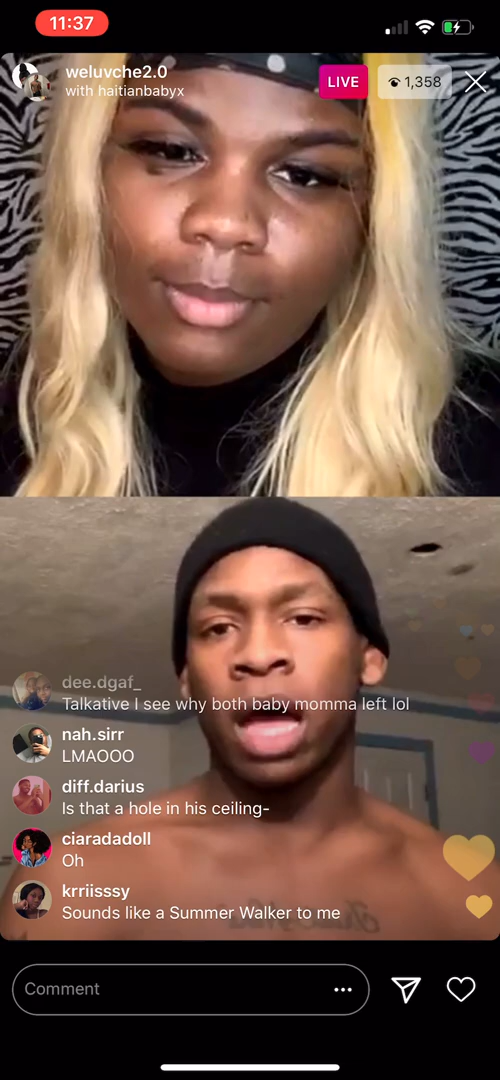 11:37
weluvche2.0
with haitianbabyx
LIVE
1,358
dee.dgaf_
Talkative I see why both baby momma left lol
nah.sirr
LMAOOO
diff.darius
Is that a hole in his ceiling-
ciaradadoll
Oh
krriisssy
Sounds like a Summer Walker to me
Comment